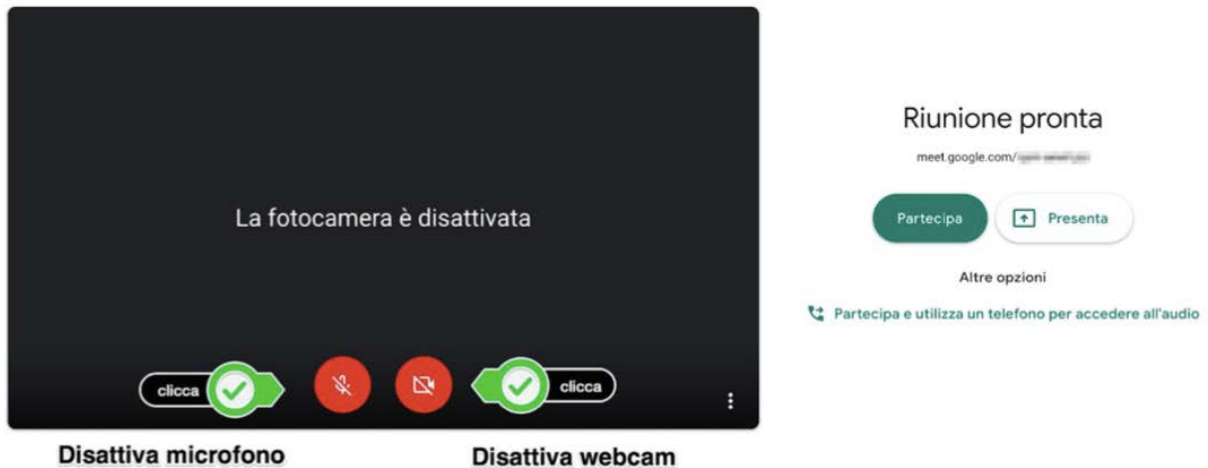 La fotocamera è disattivata
clicca
clicca
Disattiva microfono
Disattiva webcam
Riunione pronta
meet.google.com/
Partecipa
Presenta
Altre opzioni
Partecipa e utilizza un telefono per accedere all'audio